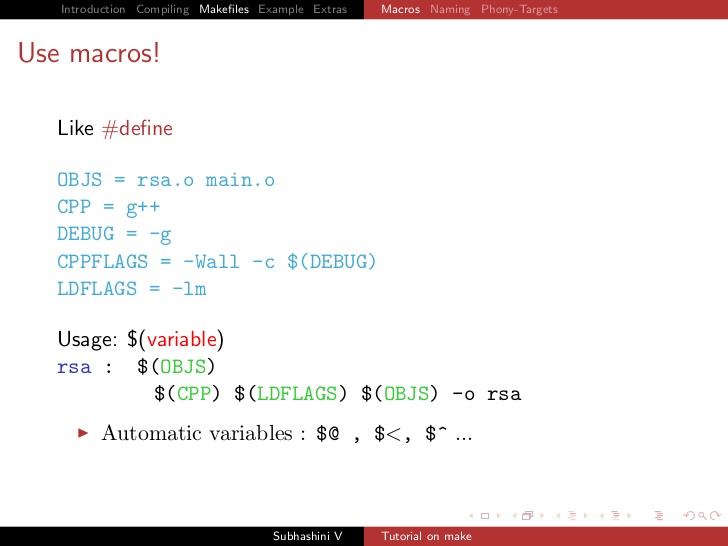 Introduction Compiling Makefiles Example Extras Macros Naming Phony-Targets
Use macros!
Like #define
OBJS = rsa.o main.o
CPP = g++
DEBUG = -g
CPPFLAGS = -Wall -c $(DEBUG)
LDFLAGS = -lm
Usage: $(variable)
rsa : $(OBJS)
$(CPP) $(LDFLAGS) $(OBJS) -o rsa
Automatic variables : $@ , $<, $^ ...
Subhashini V Tutorial on make